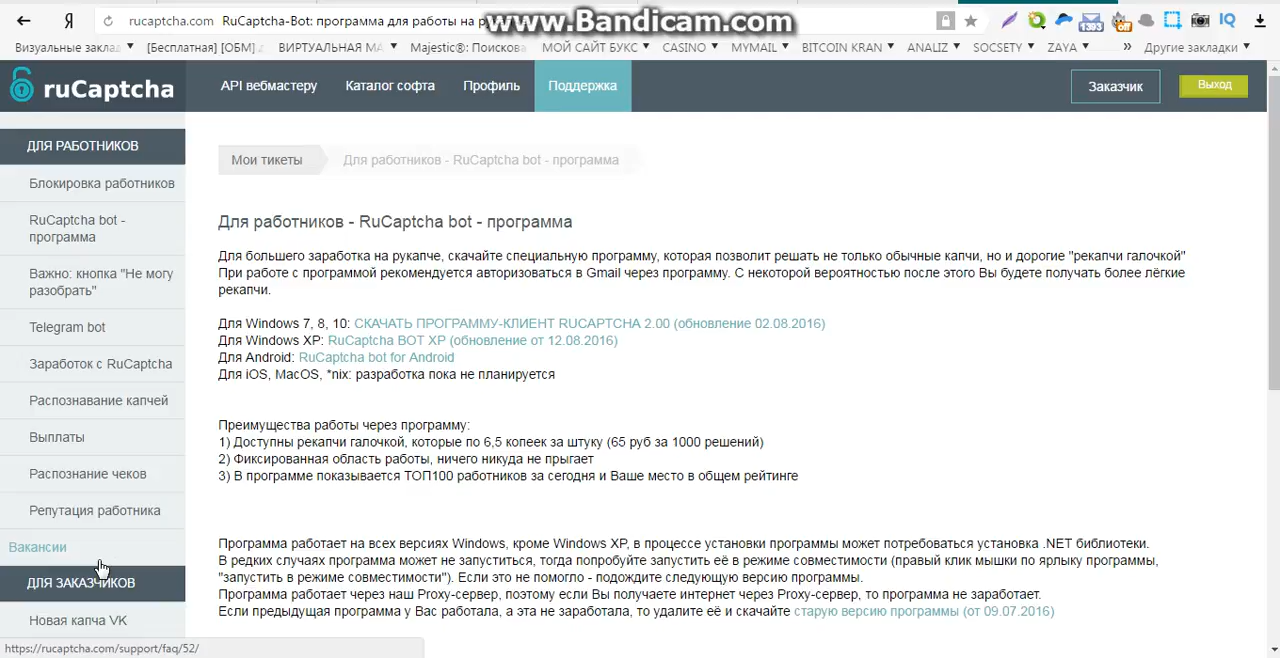 Я rucaptcha.com RuCaptcha-Bot: программа для работы на р
www.Bandicam.com
1393 off IQ
Визуальные заклад [Бесплатная] [ОБМ] ВИРТУАЛЬНАЯ МА Majestic®: Поискова МОЙ САЙТ БУКС CASINO MYMAIL BITCOIN KRAN ANALIZ SOCSETY ZAYA » Другие закладки
ruCaptcha API вебмастеру Каталог софта Профиль Поддержка Заказчик Выход
ДЛЯ РАБОТНИКОВ
Блокировка работников
RuCaptcha bot -
программа
Важно: кнопка "Не могу
разобрать"
Telegram bot
Заработок с RuCaptcha
Распознавание капчей
Выплаты
Распознание чеков
Репутация работника
Вакансии
ДЛЯ ЗАКАЗЧИКОВ
Новая капча VK
Мои тикеты Для работников - RuCaptcha bot - программа
Для работников - RuCaptcha bot - программа
Для большего заработка на рукапче, скачайте специальную программу, которая позволит решать не только обычные капчи, но и дорогие "рекапчи галочкой"
При работе с программой рекомендуется авторизоваться в Gmail через программу. С некоторой вероятностью после этого Вы будете получать более лёгкие
рекапчи.
Для Windows 7, 8, 10: СКАЧАТЬ ПРОГРАММУ-КЛИЕНТ RUCAPTCHA 2.00 (обновление 02.08.2016)
Для Windows XP: RuCaptcha BOT XP (обновление от 12.08.2016)
Для Android: RuCaptcha bot for Android
Для iOS, MacOS, *nix: разработка пока не планируется
Преимущества работы через программу:
1) Доступны рекапчи галочкой, которые по 6,5 копеек за штуку (65 руб за 1000 решений)
2) Фиксированная область работы, ничего никуда не прыгает
3) В программе показывается ТОП100 работников за сегодня и Ваше место в общем рейтинге
Программа работает на всех версиях Windows, кроме Windows XP, в процессе установки программы может потребоваться установка .NET библиотеки.
В редких случаях программа может не запуститься, тогда попробуйте запустить её в режиме совместимости (правый клик мышки по ярлыку программы,
"запустить в режиме совместимости"). Если это не помогло - подождите следующую версию программы.
Программа работает через наш Proxy-сервер, поэтому если Вы получаете интернет через Proxy-сервер, то программа не заработает.
Если предыдущая программа у Вас работала, а эта не заработала, то удалите её и скачайте старую версию программы (от 09.07.2016)
https://rucaptcha.com/support/faq/52/